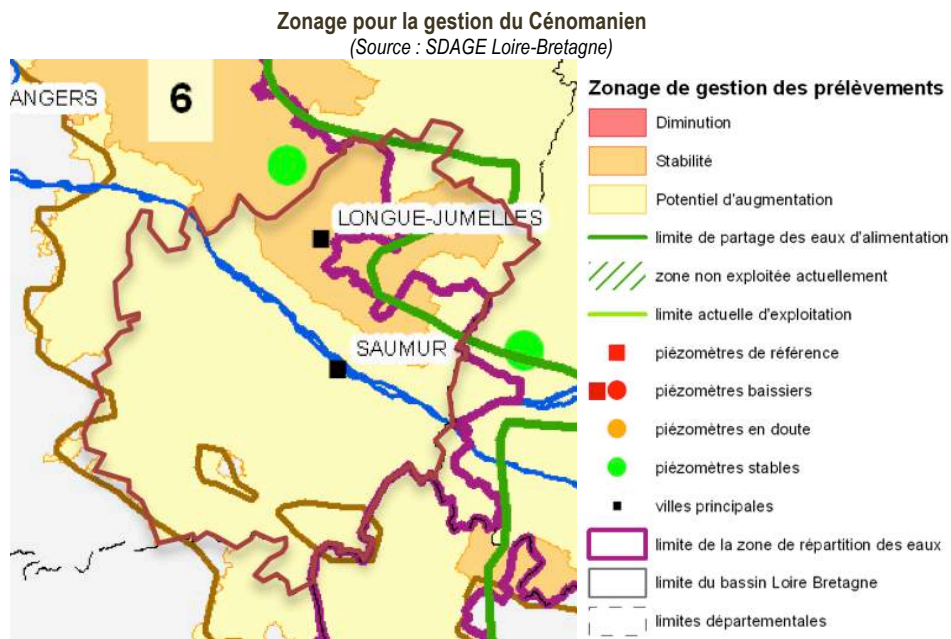 Zonage pour la gestion du Cénomanien
(Source : SDAGE Loire-Bretagne)
ANGERS
6
LONGUE-JUMELLES
SAUMUR
Zonage de gestion des prélèvements
Diminution
Stabilité
Potentiel d'augmentation
limite de partage des eaux d'alimentation
zone non exploitée actuellement
limite actuelle d'exploitation
piézomètres de référence
piézomètres baissiers
piézomètres en doute
piézomètres stables
villes principales
limite de la zone de répartition des eaux
limite du bassin Loire Bretagne
limites départementales